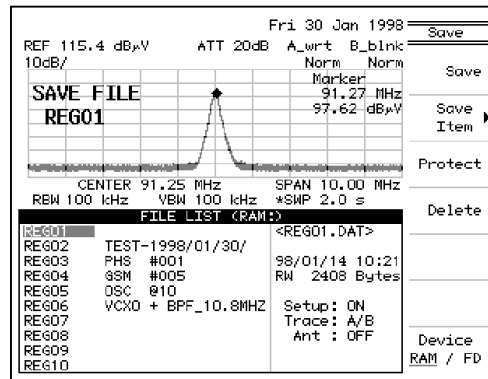 Fri 30 Jan 1998
Save
REF 115.4 dBμV ATT 20dB A_wrt B_blnk
10dB/ Norm Norm
Marker
91.27 MHz
97.62 dBμV
SAVE FILE
REG01
CENTER 91.25 MHz SPAN 10.00 MHz
RBW 100 kHz VBW 100 kHz *SWP 2.0 s
FILE LIST (RAM:)
REG01
REG02 TEST-1998/01/30/
REG03 PHS #001
REG04 GSM #005
REG05 OSC @10
REG06 VCXO + BPF_10.8MHZ
REG07
REG08
REG09
REG10
<REG01.DAT>
98/01/14 10:21
RW 2408 Bytes
Setup: ON
Trace: A/B
Ant : OFF
Save
Save
Item
Protect
Delete
Device
RAM / FD